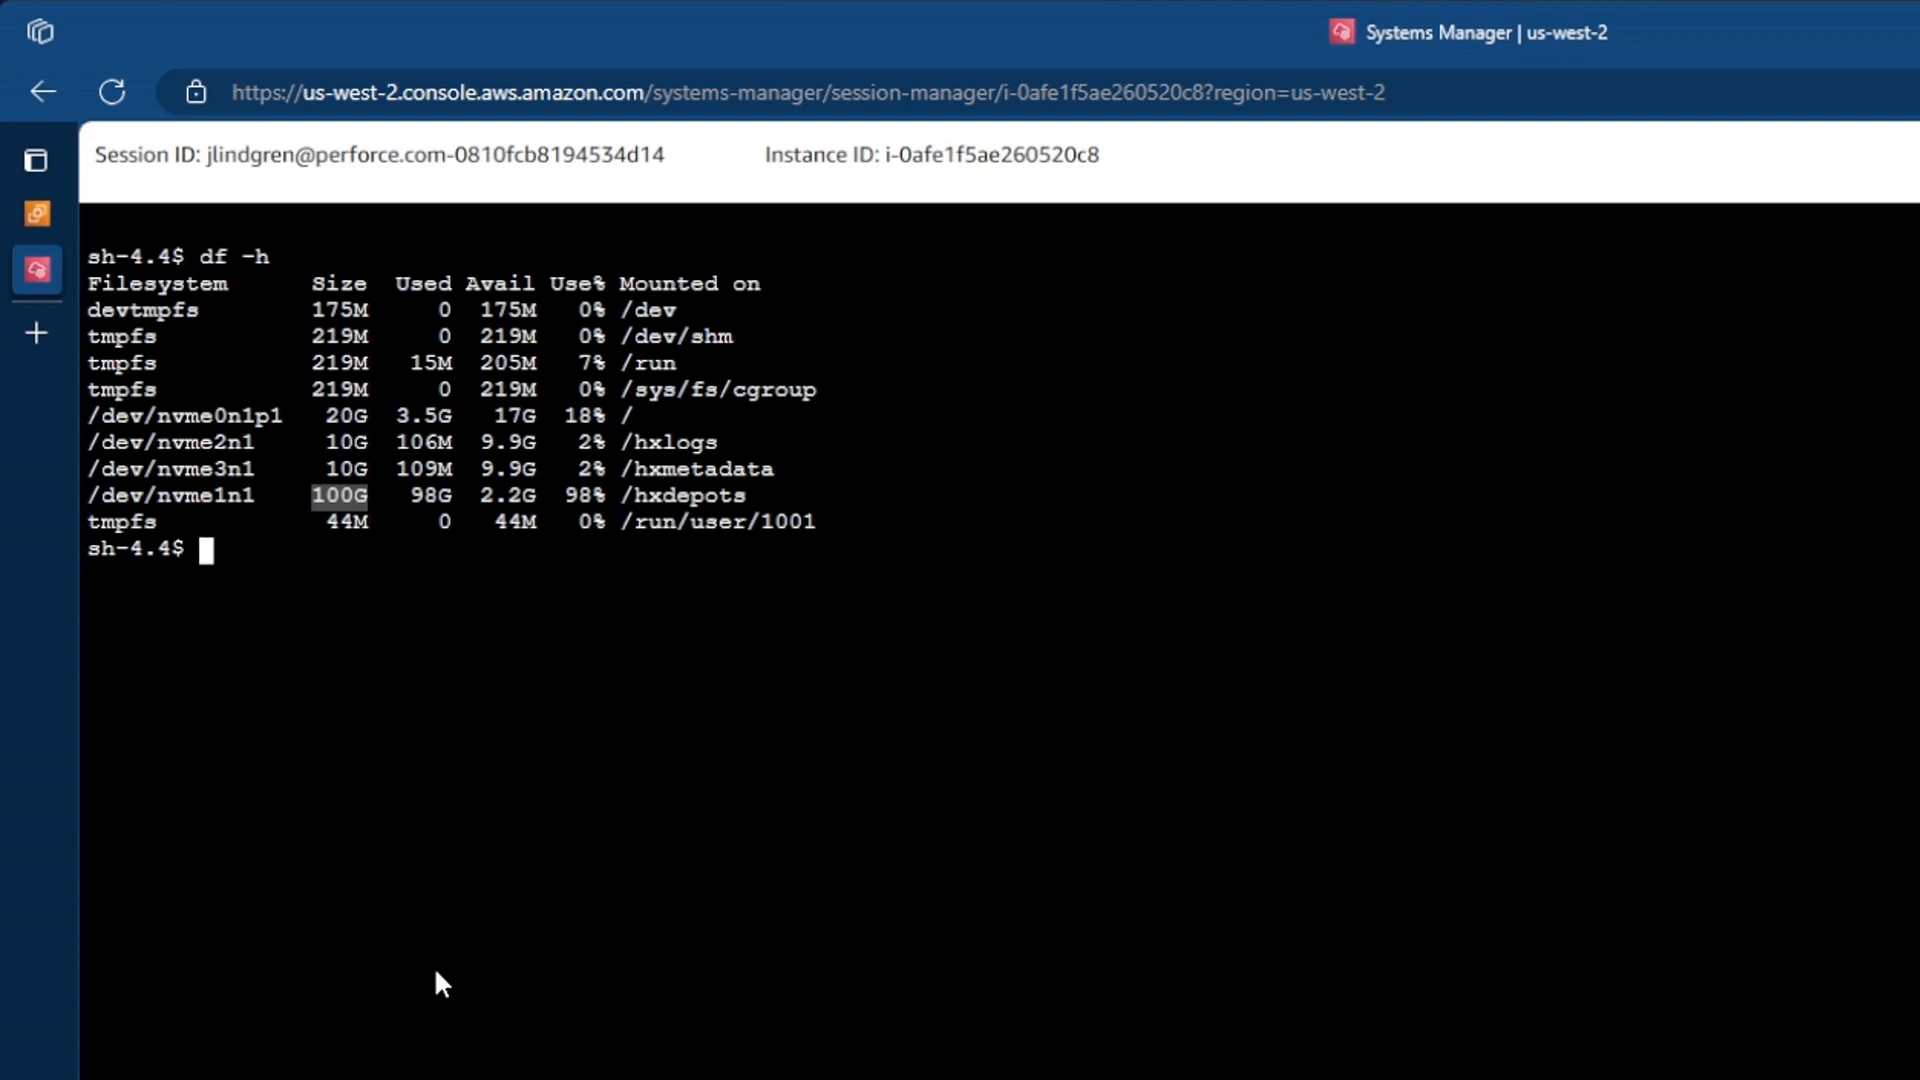 Systems Manager | us-west-2
https://us-west-2.console.aws.amazon.com/systems-manager/session-manager/i-0afe1f5ae260520c8?region=us-west-2
Session ID: jlindgren@perforce.com-0810fcb8194534d14 Instance ID: i-0afe1f5ae260520c8
sh-4.4$ df -h
Filesystem Size Used Avail Use% Mounted on
devtmpfs 175M 0 175M 0% /dev
tmpfs 219M 0 219M 0% /dev/shm
tmpfs 219M 15M 205M 7% /run
tmpfs 219M 0 219M 0% /sys/fs/cgroup
/dev/nvme0n1p1 20G 3.5G 17G 18% /
/dev/nvme2n1 10G 106M 9.9G 2% /hxlogs
/dev/nvme3n1 10G 109M 9.9G 2% /hxmetadata
/dev/nvme1n1 100G 98G 2.2G 98% /hxdepots
tmpfs 44M 0 44M 0% /run/user/1001
sh-4.4$